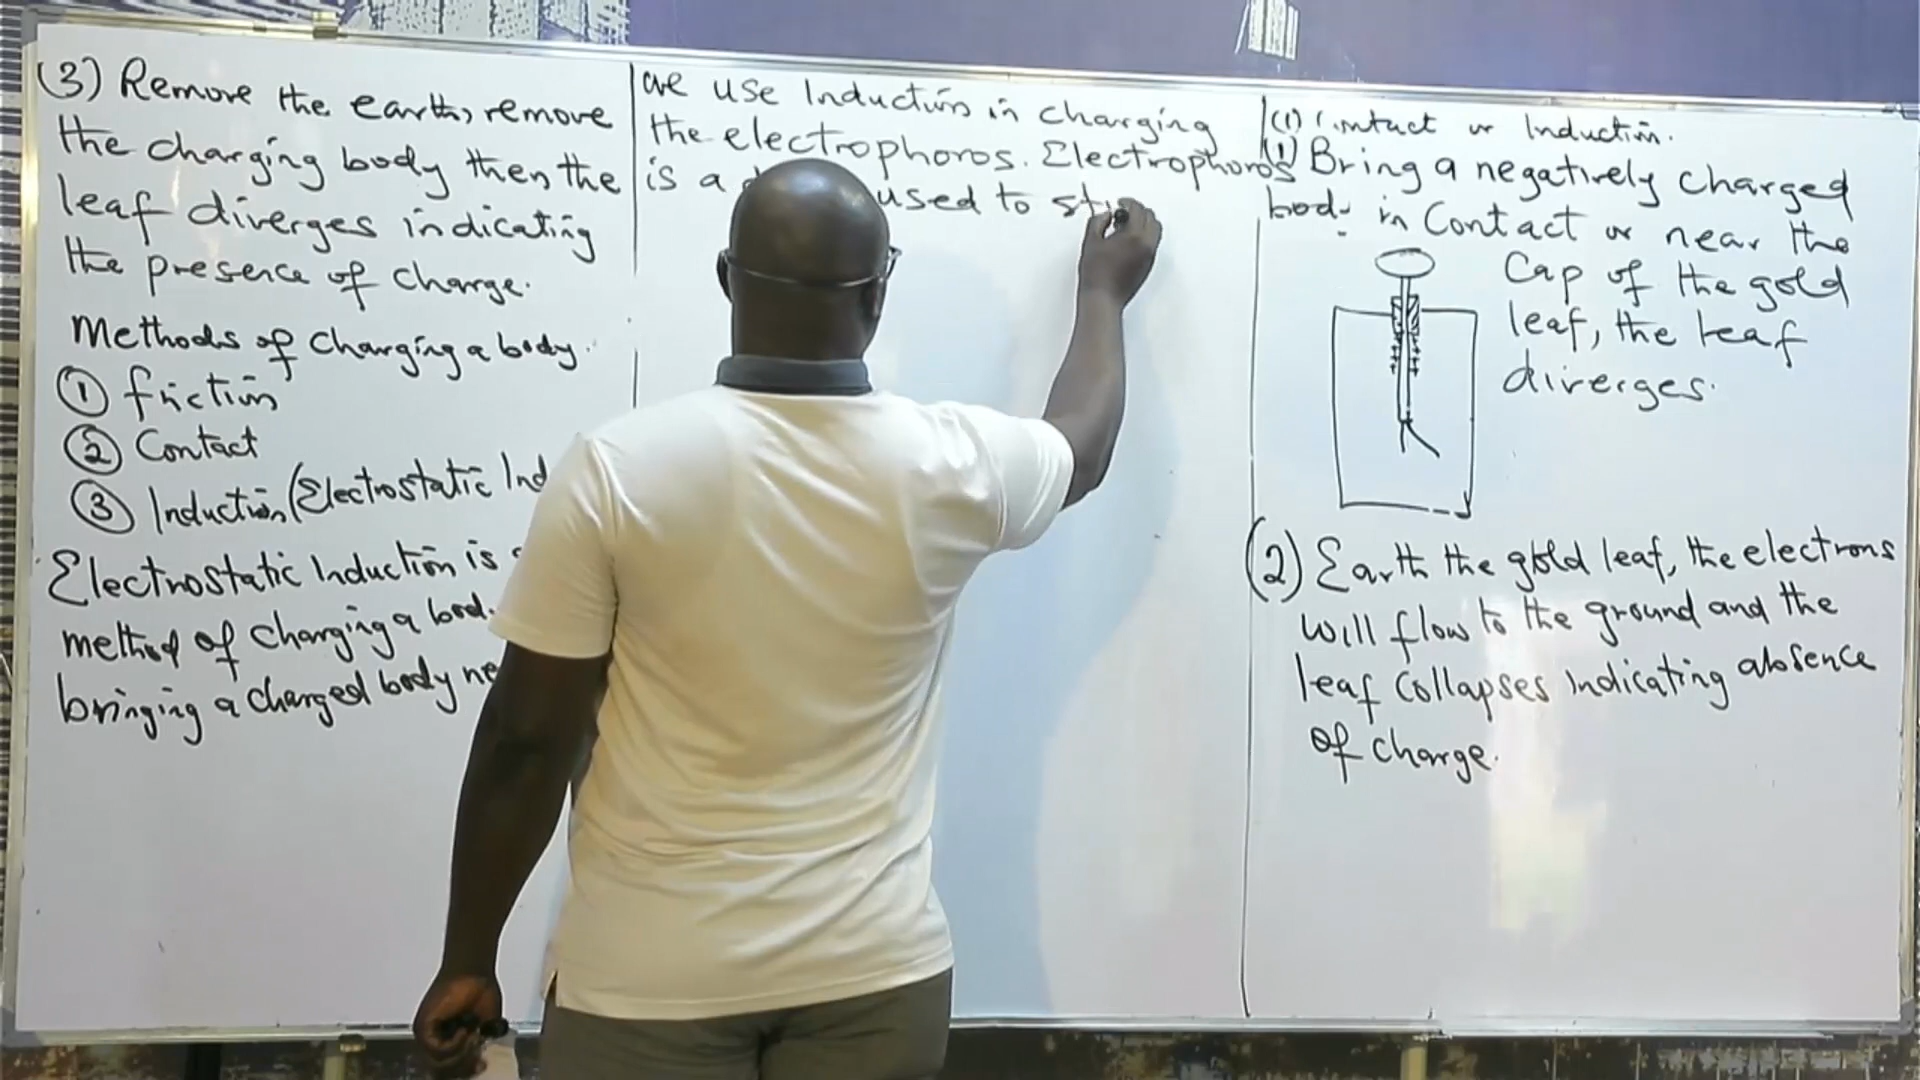 (3) Remove the earth, remove
the charging body then the
leaf diverges indicating
the presence of charge.
Methods of Charging a body.
① friction
② Contact
③ Induction (Electrostatic Ind
Electrostatic Induction is
method of charging a bod
bringing a charged body ne
we use Induction in charging
the electrophoros. Electrophoros
is a used to st
(1) Contact or Induction.
(1) Bring a negatively charged
body in Contact or near the
Cap of the gold
leaf, the leaf
diverges.
(2) Earth the gold leaf, the electrons
will flow to the ground and the
leaf Collapses Indicating absence
of charge.